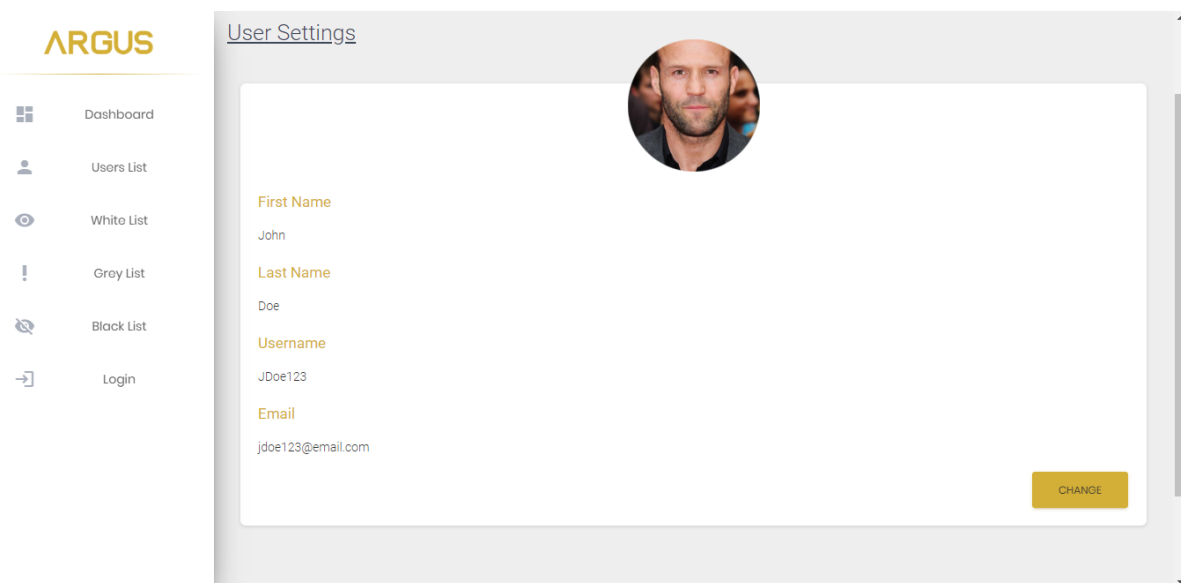 ARGUS
Dashboard
Users List
White List
Grey List
Black List
Login
User Settings
First Name
John
Last Name
Doe
Username
JDoe123
Email
jdoe123@email.com
CHANGE